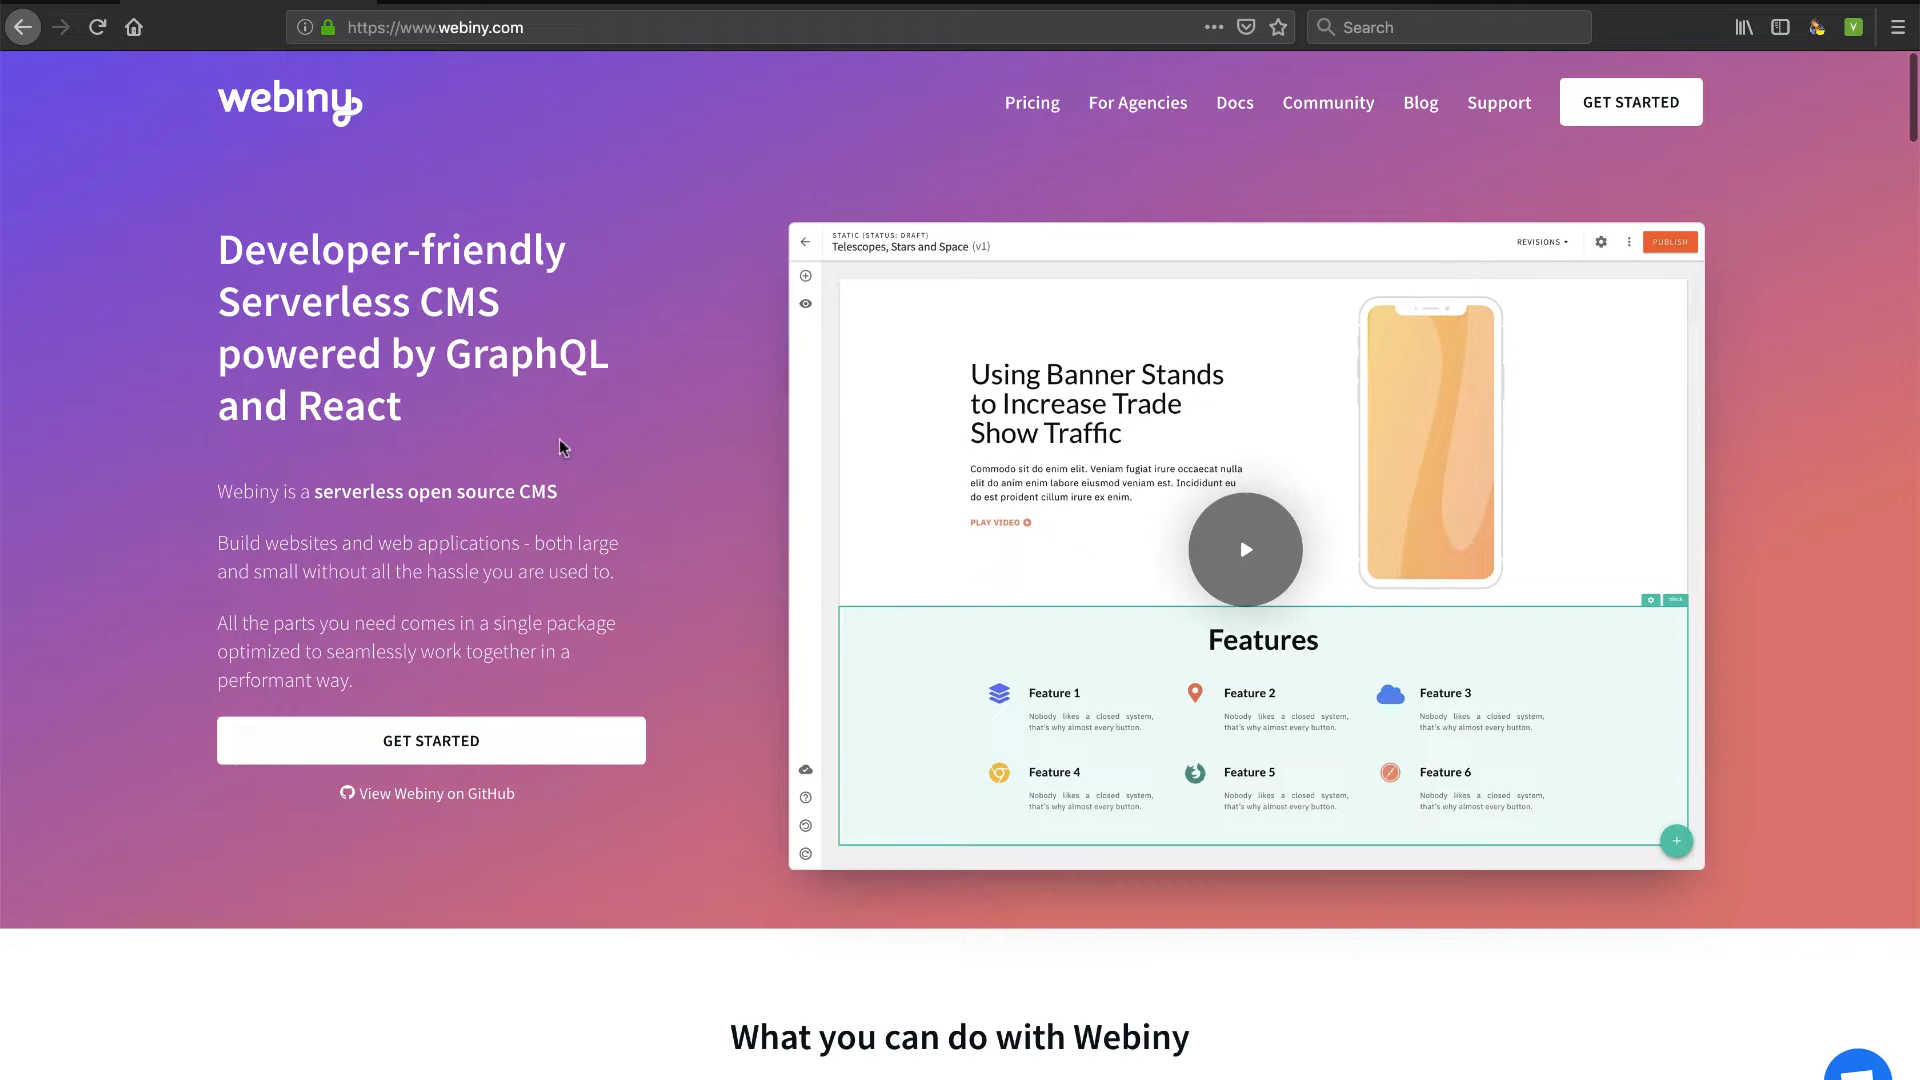 https://www.webiny.com
Search
webiny
Pricing
For Agencies
Docs
Community
Blog
Support
GET STARTED
Developer-friendly
Serverless CMS
powered by GraphQL
and React
Webiny is a serverless open source CMS
Build websites and web applications - both large
and small without all the hassle you are used to.
All the parts you need comes in a single package
optimized to seamlessly work together in a
performant way.
GET STARTED
View Webiny on GitHub
STATIC (STATUS: DRAFT)
Telescopes, Stars and Space (v1)
REVISIONS
PUBLISH
Using Banner Stands
to Increase Trade
Show Traffic
Commodo sit do enim elit. Veniam fugiat irure occaecat nulla
elit do anim enim labore eiusmod veniam est. Incididunt eu
do est proident cillum irure ex enim.
PLAY VIDEO
block
Features
Feature 1
Nobody likes a closed system,
that's why almost every button.
Feature 2
Nobody likes a closed system,
that's why almost every button.
Feature 3
Nobody likes a closed system,
that's why almost every button.
Feature 4
Nobody likes a closed system,
that's why almost every button.
Feature 5
Nobody likes a closed system,
that's why almost every button.
Feature 6
Nobody likes a closed system,
that's why almost every button.
What you can do with Webiny